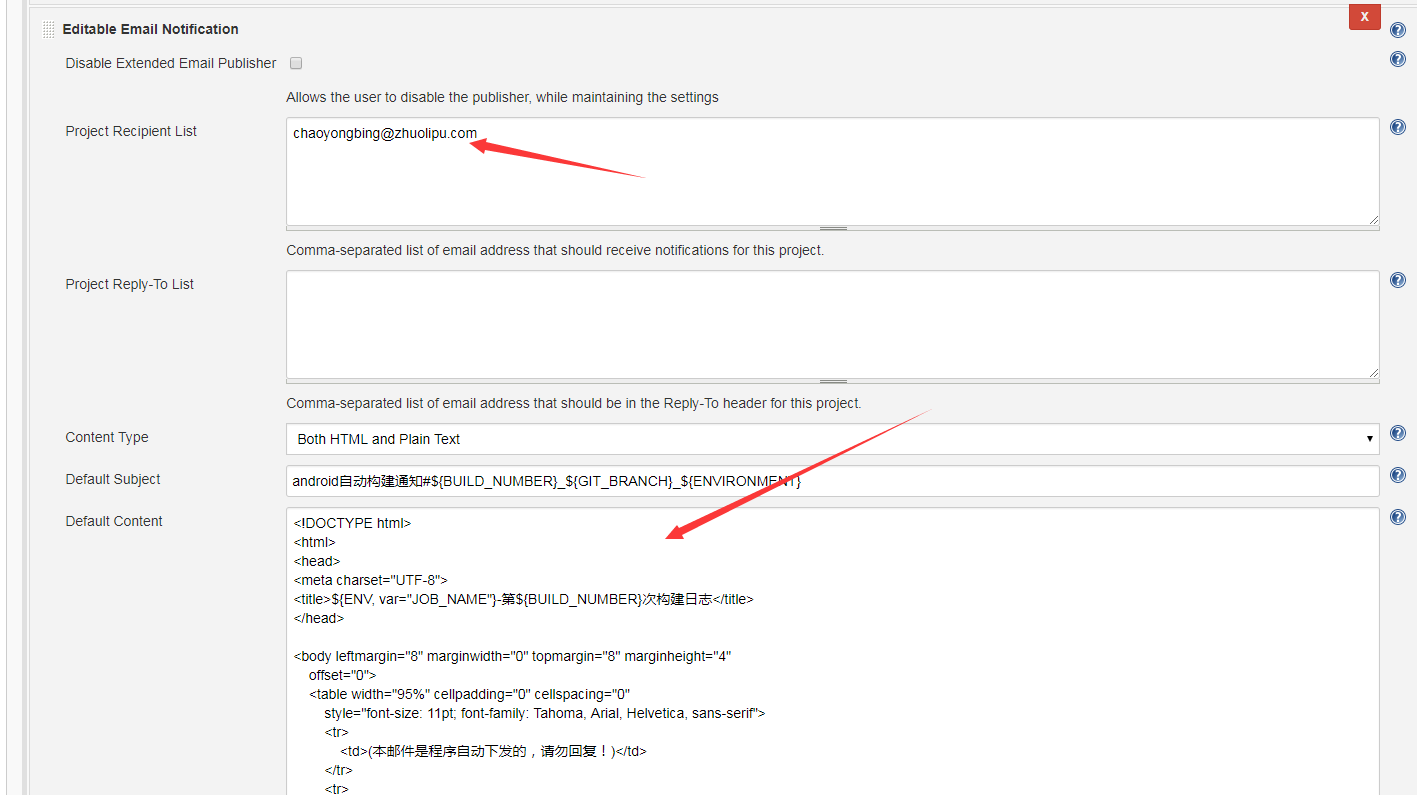 X
Editable Email Notification
Disable Extended Email Publisher
Allows the user to disable the publisher, while maintaining the settings
Project Recipient List
chaoyongbing@zhuolipu.com
Comma-separated list of email address that should receive notifications for this project.
Project Reply-To List
Comma-separated list of email address that should be in the Reply-To header for this project.
Content Type
Both HTML and Plain Text
Default Subject
android自动构建通知#${BUILD_NUMBER}_${GIT_BRANCH}_${ENVIRONMENT}
Default Content
<!DOCTYPE html>
<html>
<head>
<meta charset="UTF-8">
<title>${ENV, var="JOB_NAME"}-第${BUILD_NUMBER}次构建日志</title>
</head>
<body leftmargin="8" marginwidth="0" topmargin="8" marginheight="4"
offset="0">
<table width="95%" cellpadding="0" cellspacing="0"
style="font-size: 11pt; font-family: Tahoma, Arial, Helvetica, sans-serif">
<tr>
<td>(本邮件是程序自动下发的，请勿回复！)</td>
</tr>
<tr>